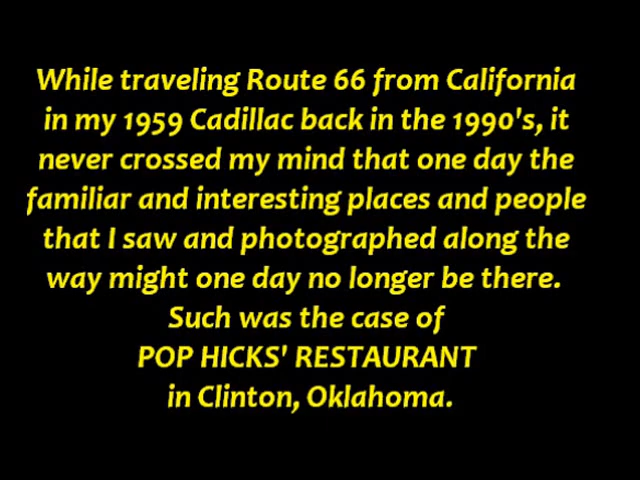 While traveling Route 66 from California
in my 1959 Cadillac back in the 1990's, it
never crossed my mind that one day the
familiar and interesting places and people
that I saw and photographed along the
way might one day no longer be there.
Such was the case of
POP HICKS' RESTAURANT
in Clinton, Oklahoma.